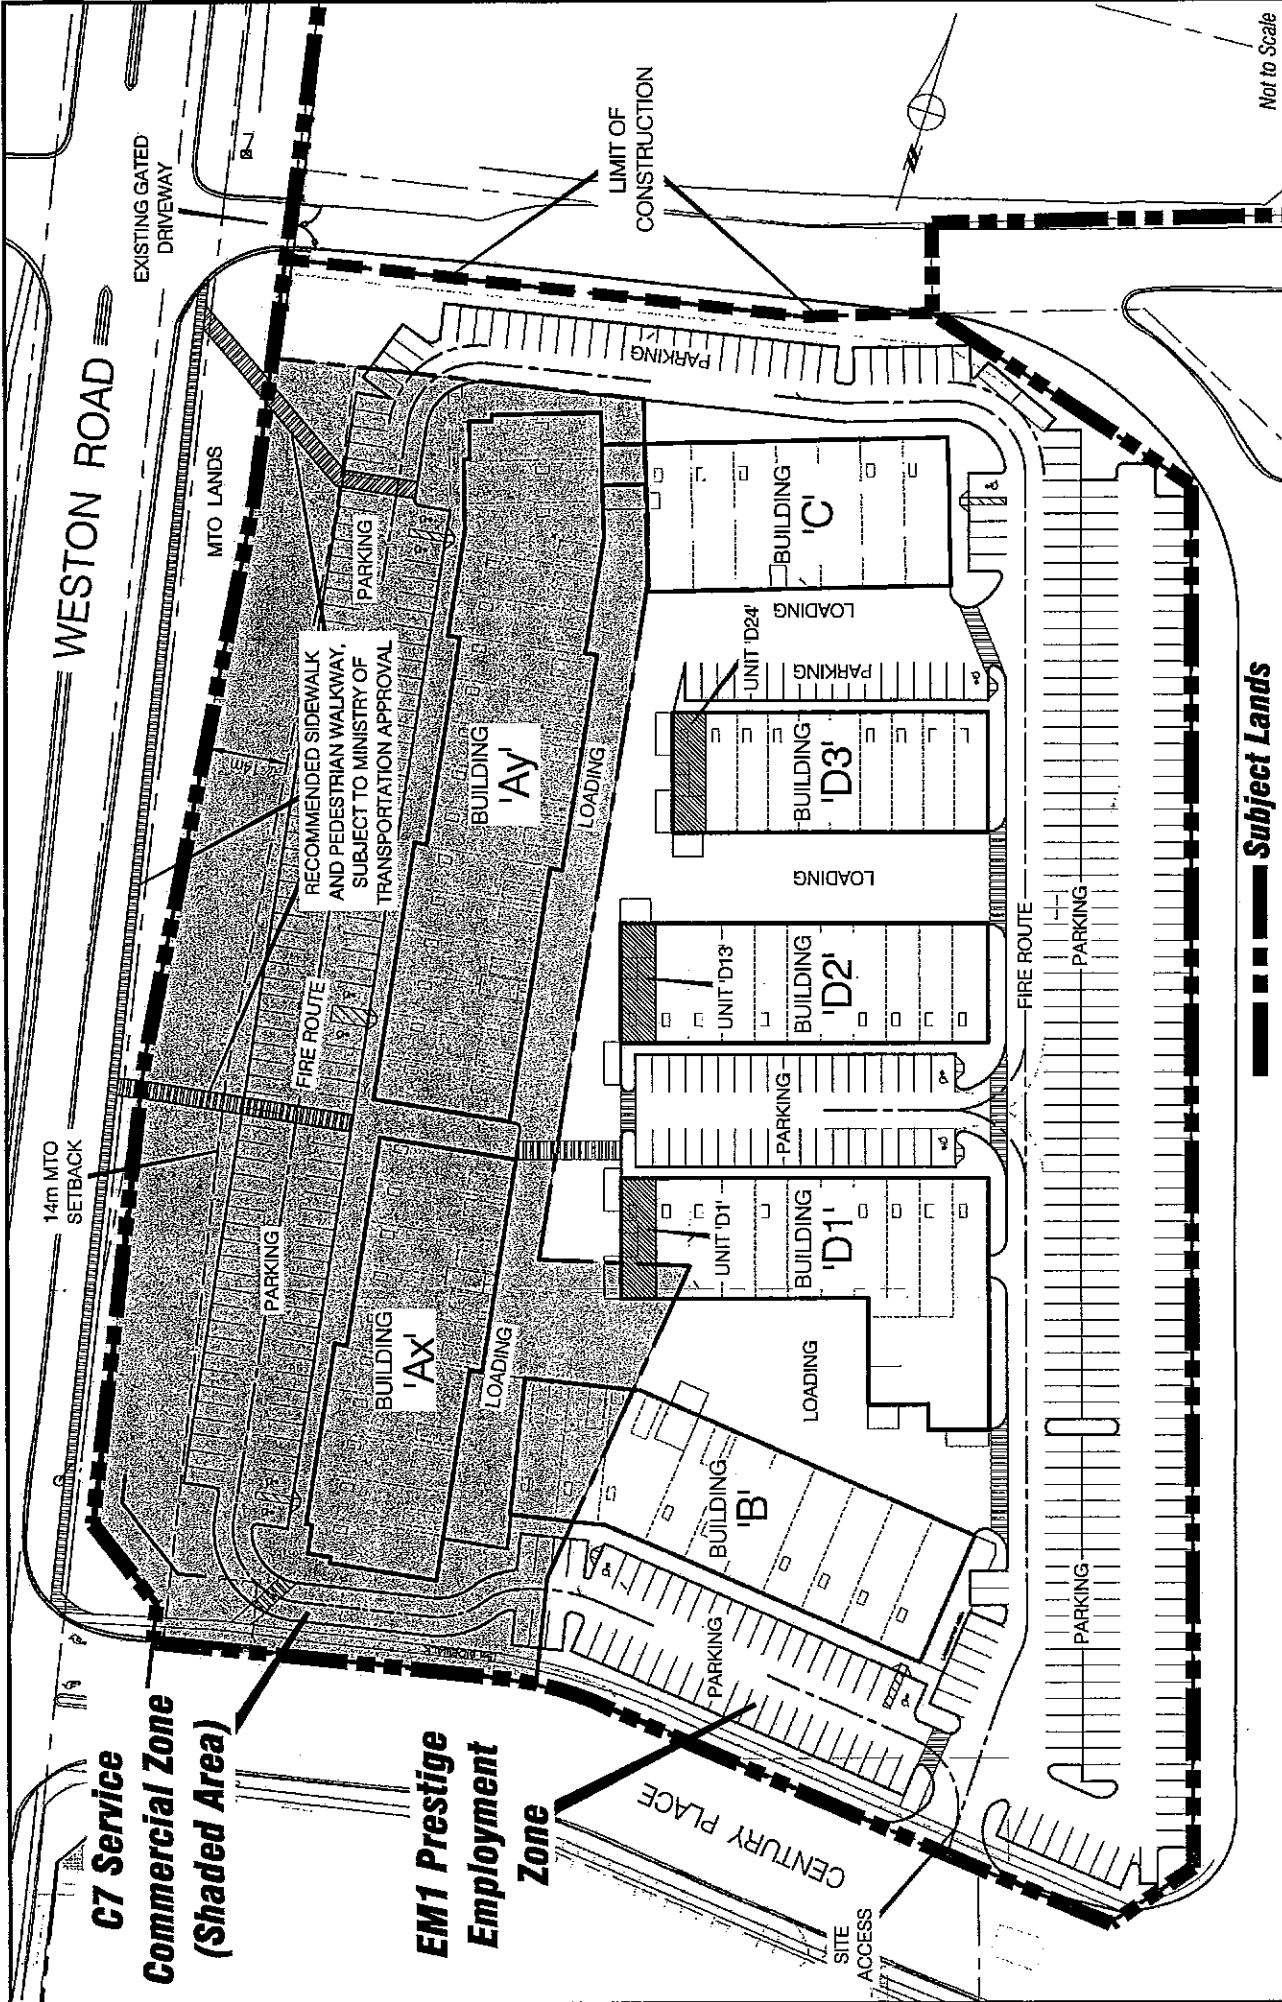 WESTON ROAD
EXISTING GATED
DRIVEWAY
MTO LANDS
14m MTO
SETBACK
14m
RECOMMENDED SIDEWALK
AND PEDESTRIAN WALKWAY,
SUBJECT TO MINISTRY OF
TRANSPORTATION APPROVAL
LIMIT OF
CONSTRUCTION
PARKING
PARKING
PARKING
FIRE ROUTE
BUILDING
'Ax'
BUILDING
'Ay'
LOADING
LOADING
C7 Service
Commercial Zone
(Shaded Area)
EM1 Prestige
Employment
Zone
BUILDING
'B'
LOADING
UNIT 'D1'
BUILDING
'D1'
PARKING
UNIT 'D13'
BUILDING
'D2'
LOADING
BUILDING
'D3'
UNIT 'D24'
PARKING
LOADING
BUILDING
'C'
PARKING
CENTURY PLACE
SITE
ACCESS
FIRE ROUTE
PARKING
PARKING
Subject Lands
Not to Scale